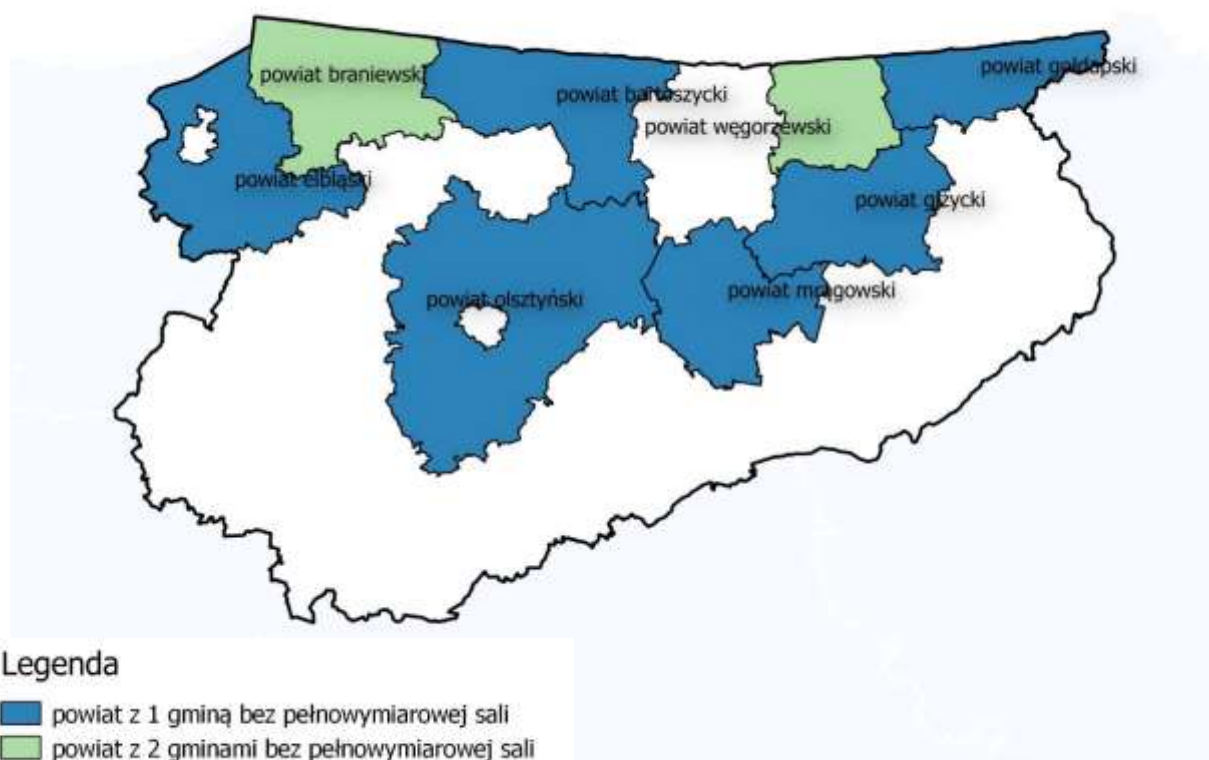 powiat braniewski
powiat gołdapski
powiat bartoszycki
powiat węgorzewski
powiat elbląski
powiat giżycki
powiat olsztyński
powiat mrągowski
Legenda
powiat z 1 gminą bez pełnowymiarowej sali
powiat z 2 gminami bez pełnowymiarowej sali